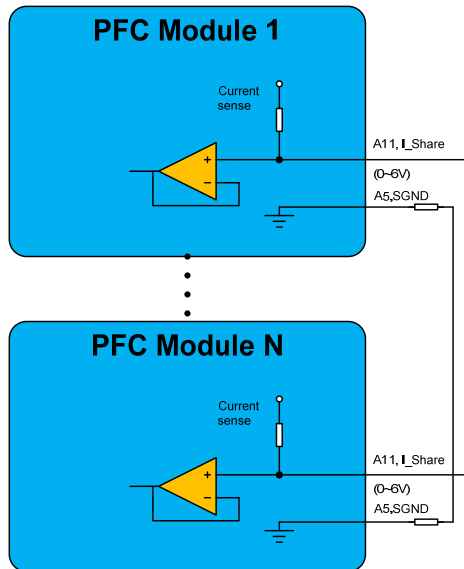 PFC Module 1
Current
sense
+
−
A11, I_Share
(0~6V)
A5,SGND
PFC Module N
Current
sense
+
−
A11, I_Share
(0~6V)
A5,SGND